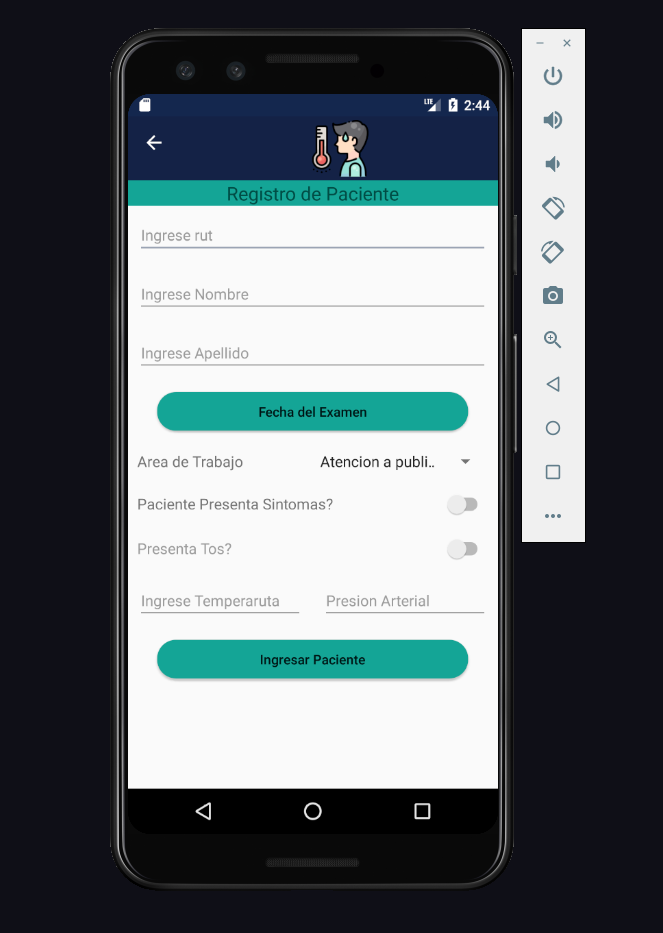 LTE 2:44
Registro de Paciente
Ingrese rut
Ingrese Nombre
Ingrese Apellido
Fecha del Examen
Area de Trabajo Atencion a publi..
Paciente Presenta Sintomas?
Presenta Tos?
Ingrese Temperaruta Presion Arterial
Ingresar Paciente